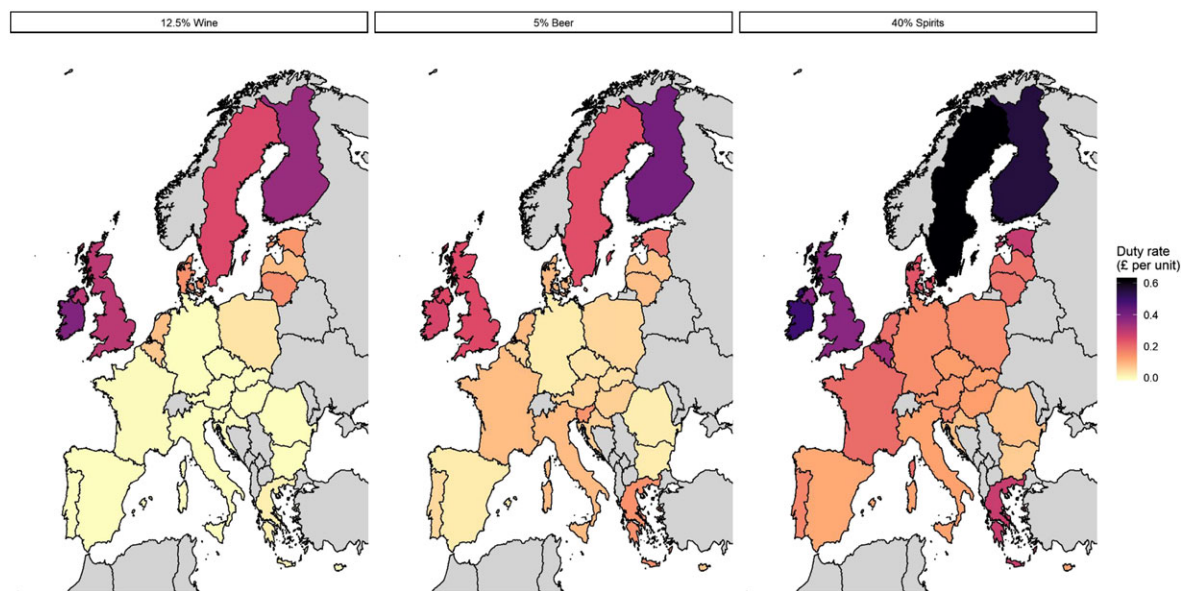 12.5% Wine
5% Beer
40% Spirits
Duty rate
(£ per unit)
0.6
0.4
0.2
0.0